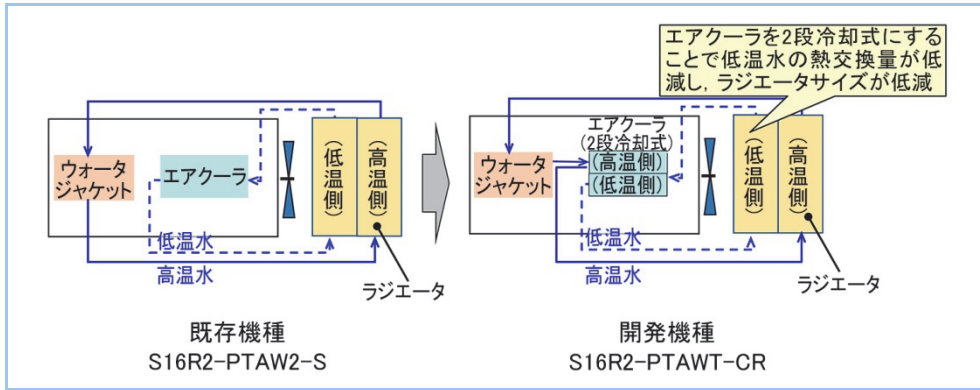 エアクーラを2段冷却式にす
ることで低温水の熱交換量が低
減し，ラジエータサイズが低減
ウォータ
ジャケット
エアクーラ
(低温側)
(高温側)
低温水
高温水
ラジエータ
既存機種
S16R2-PTAW2-S
エアクーラ
(2段冷却式)
ウォータ
ジャケット
(高温側)
(低温側)
(低温側)
(高温側)
低温水
高温水
ラジエータ
開発機種
S16R2-PTAWT-CR